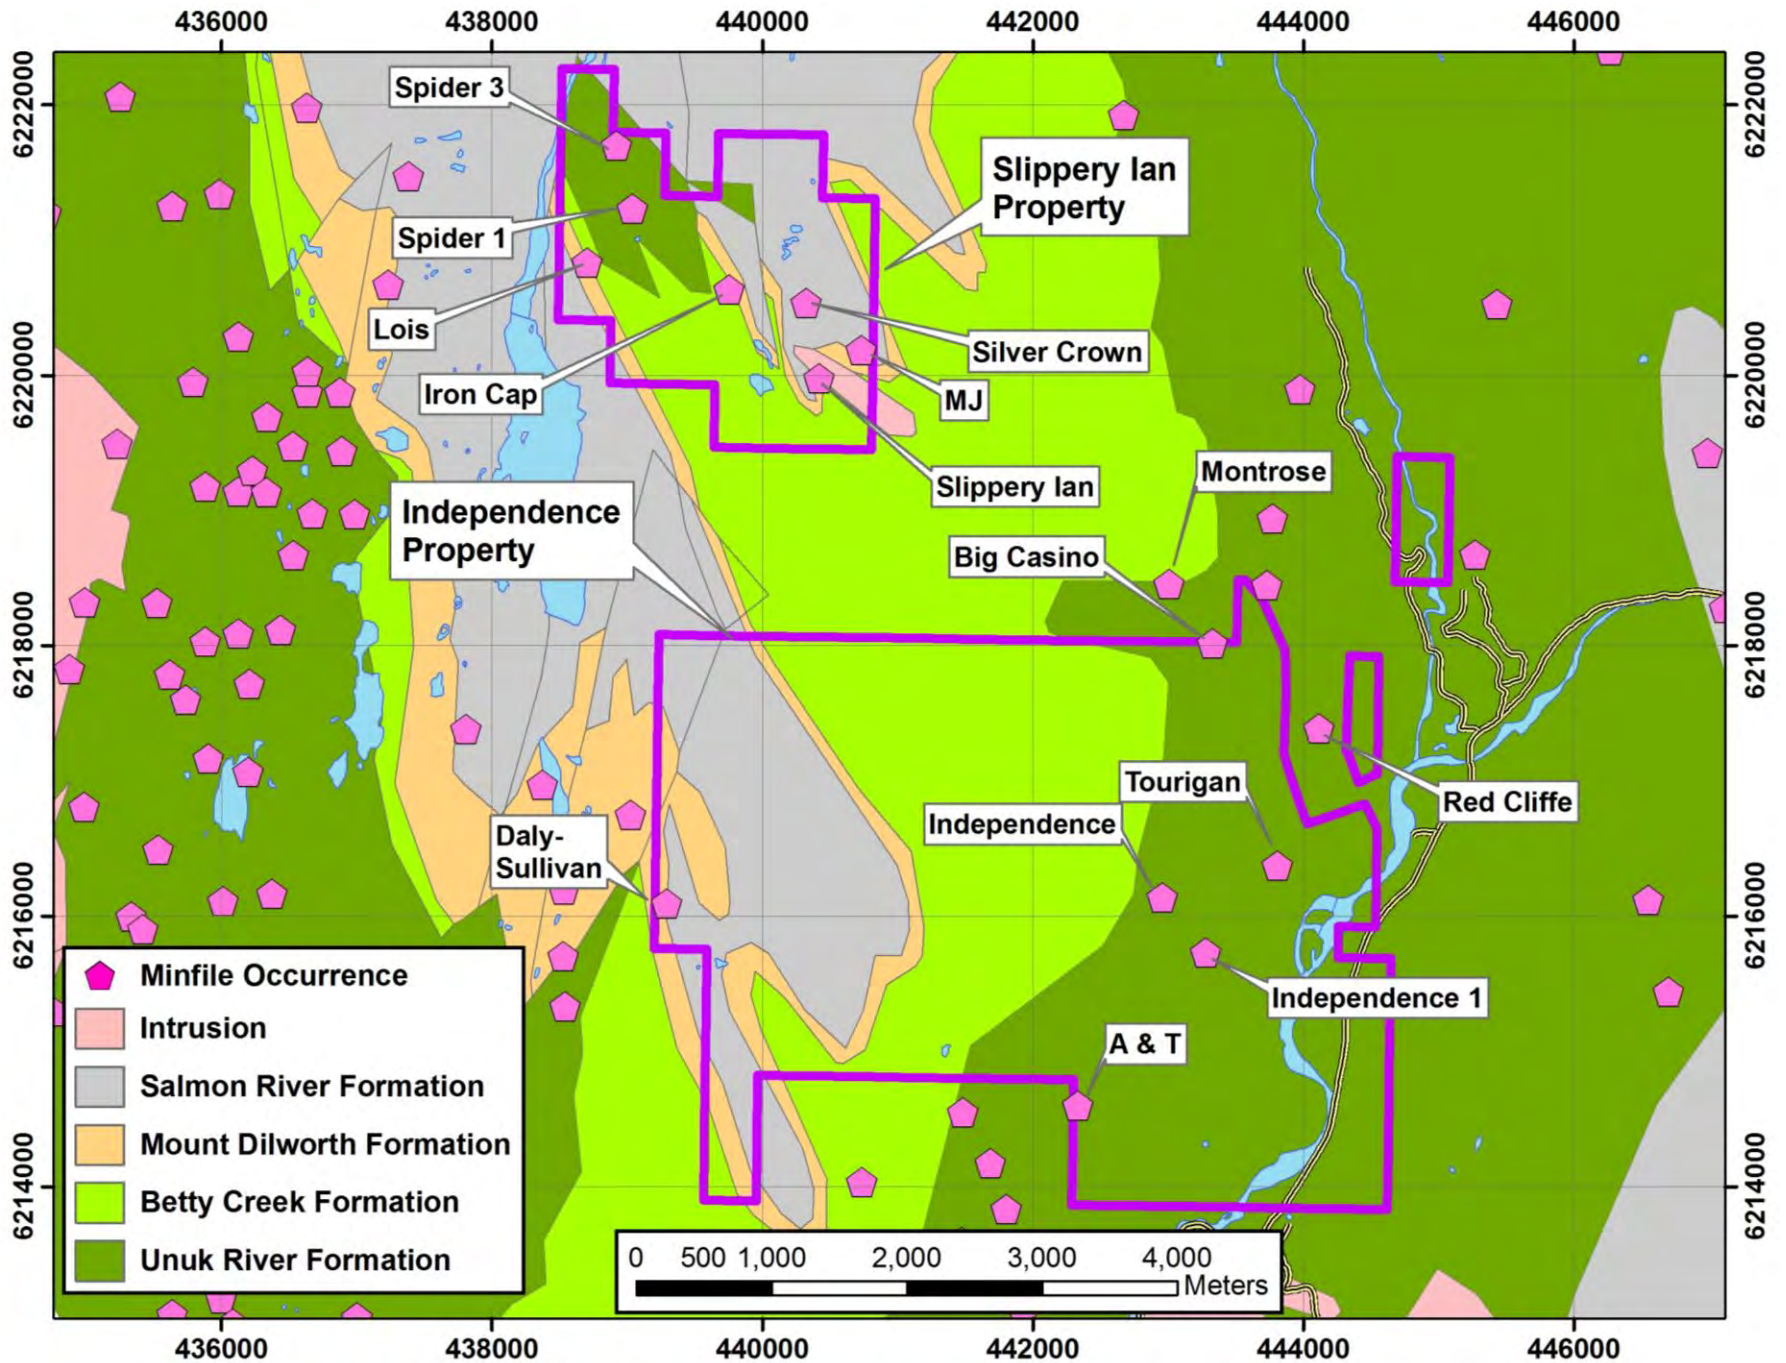 436000 438000 440000 442000 444000 446000
6222000
6222000
Spider 3
Slippery Ian
Property
Spider 1
Lois
Iron Cap
Silver Crown
MJ
6220000
6220000
Slippery Ian
Montrose
Independence
Property
Big Casino
6218000
6218000
Tourigan
Red Cliffe
Independence
Daly-
Sullivan
6216000
6216000
Independence 1
A & T
6214000
6214000
Minfile Occurrence
Intrusion
Salmon River Formation
Mount Dilworth Formation
Betty Creek Formation
Unuk River Formation
0 500 1,000 2,000 3,000 4,000
Meters
436000 438000 440000 442000 444000 446000